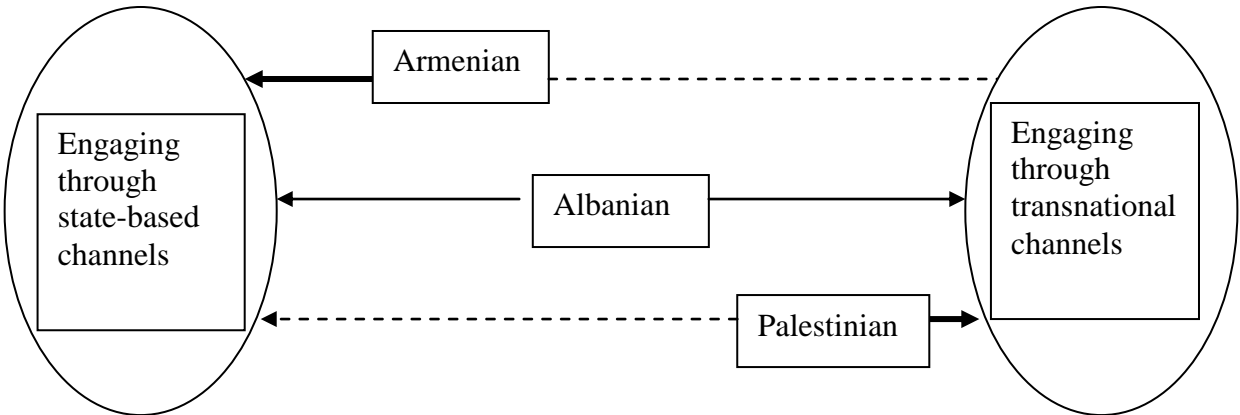 Armenian
Engaging
through
state-based
channels
Albanian
Engaging
through
transnational
channels
Palestinian